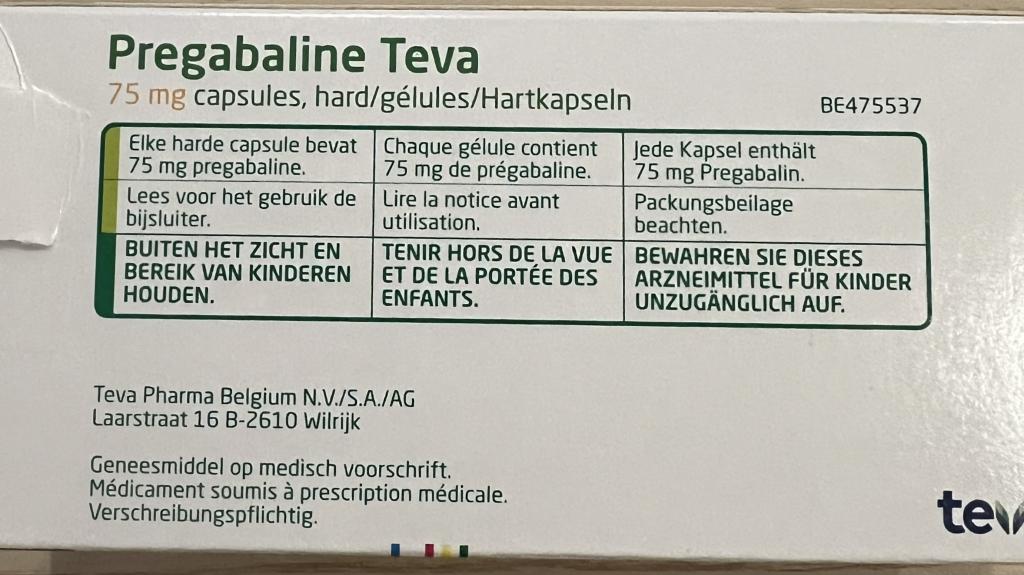 Pregabaline Teva
75 mg capsules, hard/gélules/Hartkapseln
BE475537
Elke harde capsule bevat
75 mg pregabaline.
Chaque gélule contient
75 mg de prégabaline.
Jede Kapsel enthält
75 mg Pregabalin.
Lees voor het gebruik de
bijsluiter.
Lire la notice avant
utilisation.
Packungsbeilage
beachten.
BUITEN HET ZICHT EN
BEREIK VAN KINDEREN
HOUDEN.
TENIR HORS DE LA VUE
ET DE LA PORTÉE DES
ENFANTS.
BEWAHREN SIE DIESES
ARZNEIMITTEL FÜR KINDER
UNZUGÄNGLICH AUF.
Teva Pharma Belgium N.V./S.A./AG
Laarstraat 16 B-2610 Wilrijk
Geneesmiddel op medisch voorschrift.
Médicament soumis à prescription médicale.
Verschreibungspflichtig.
teva